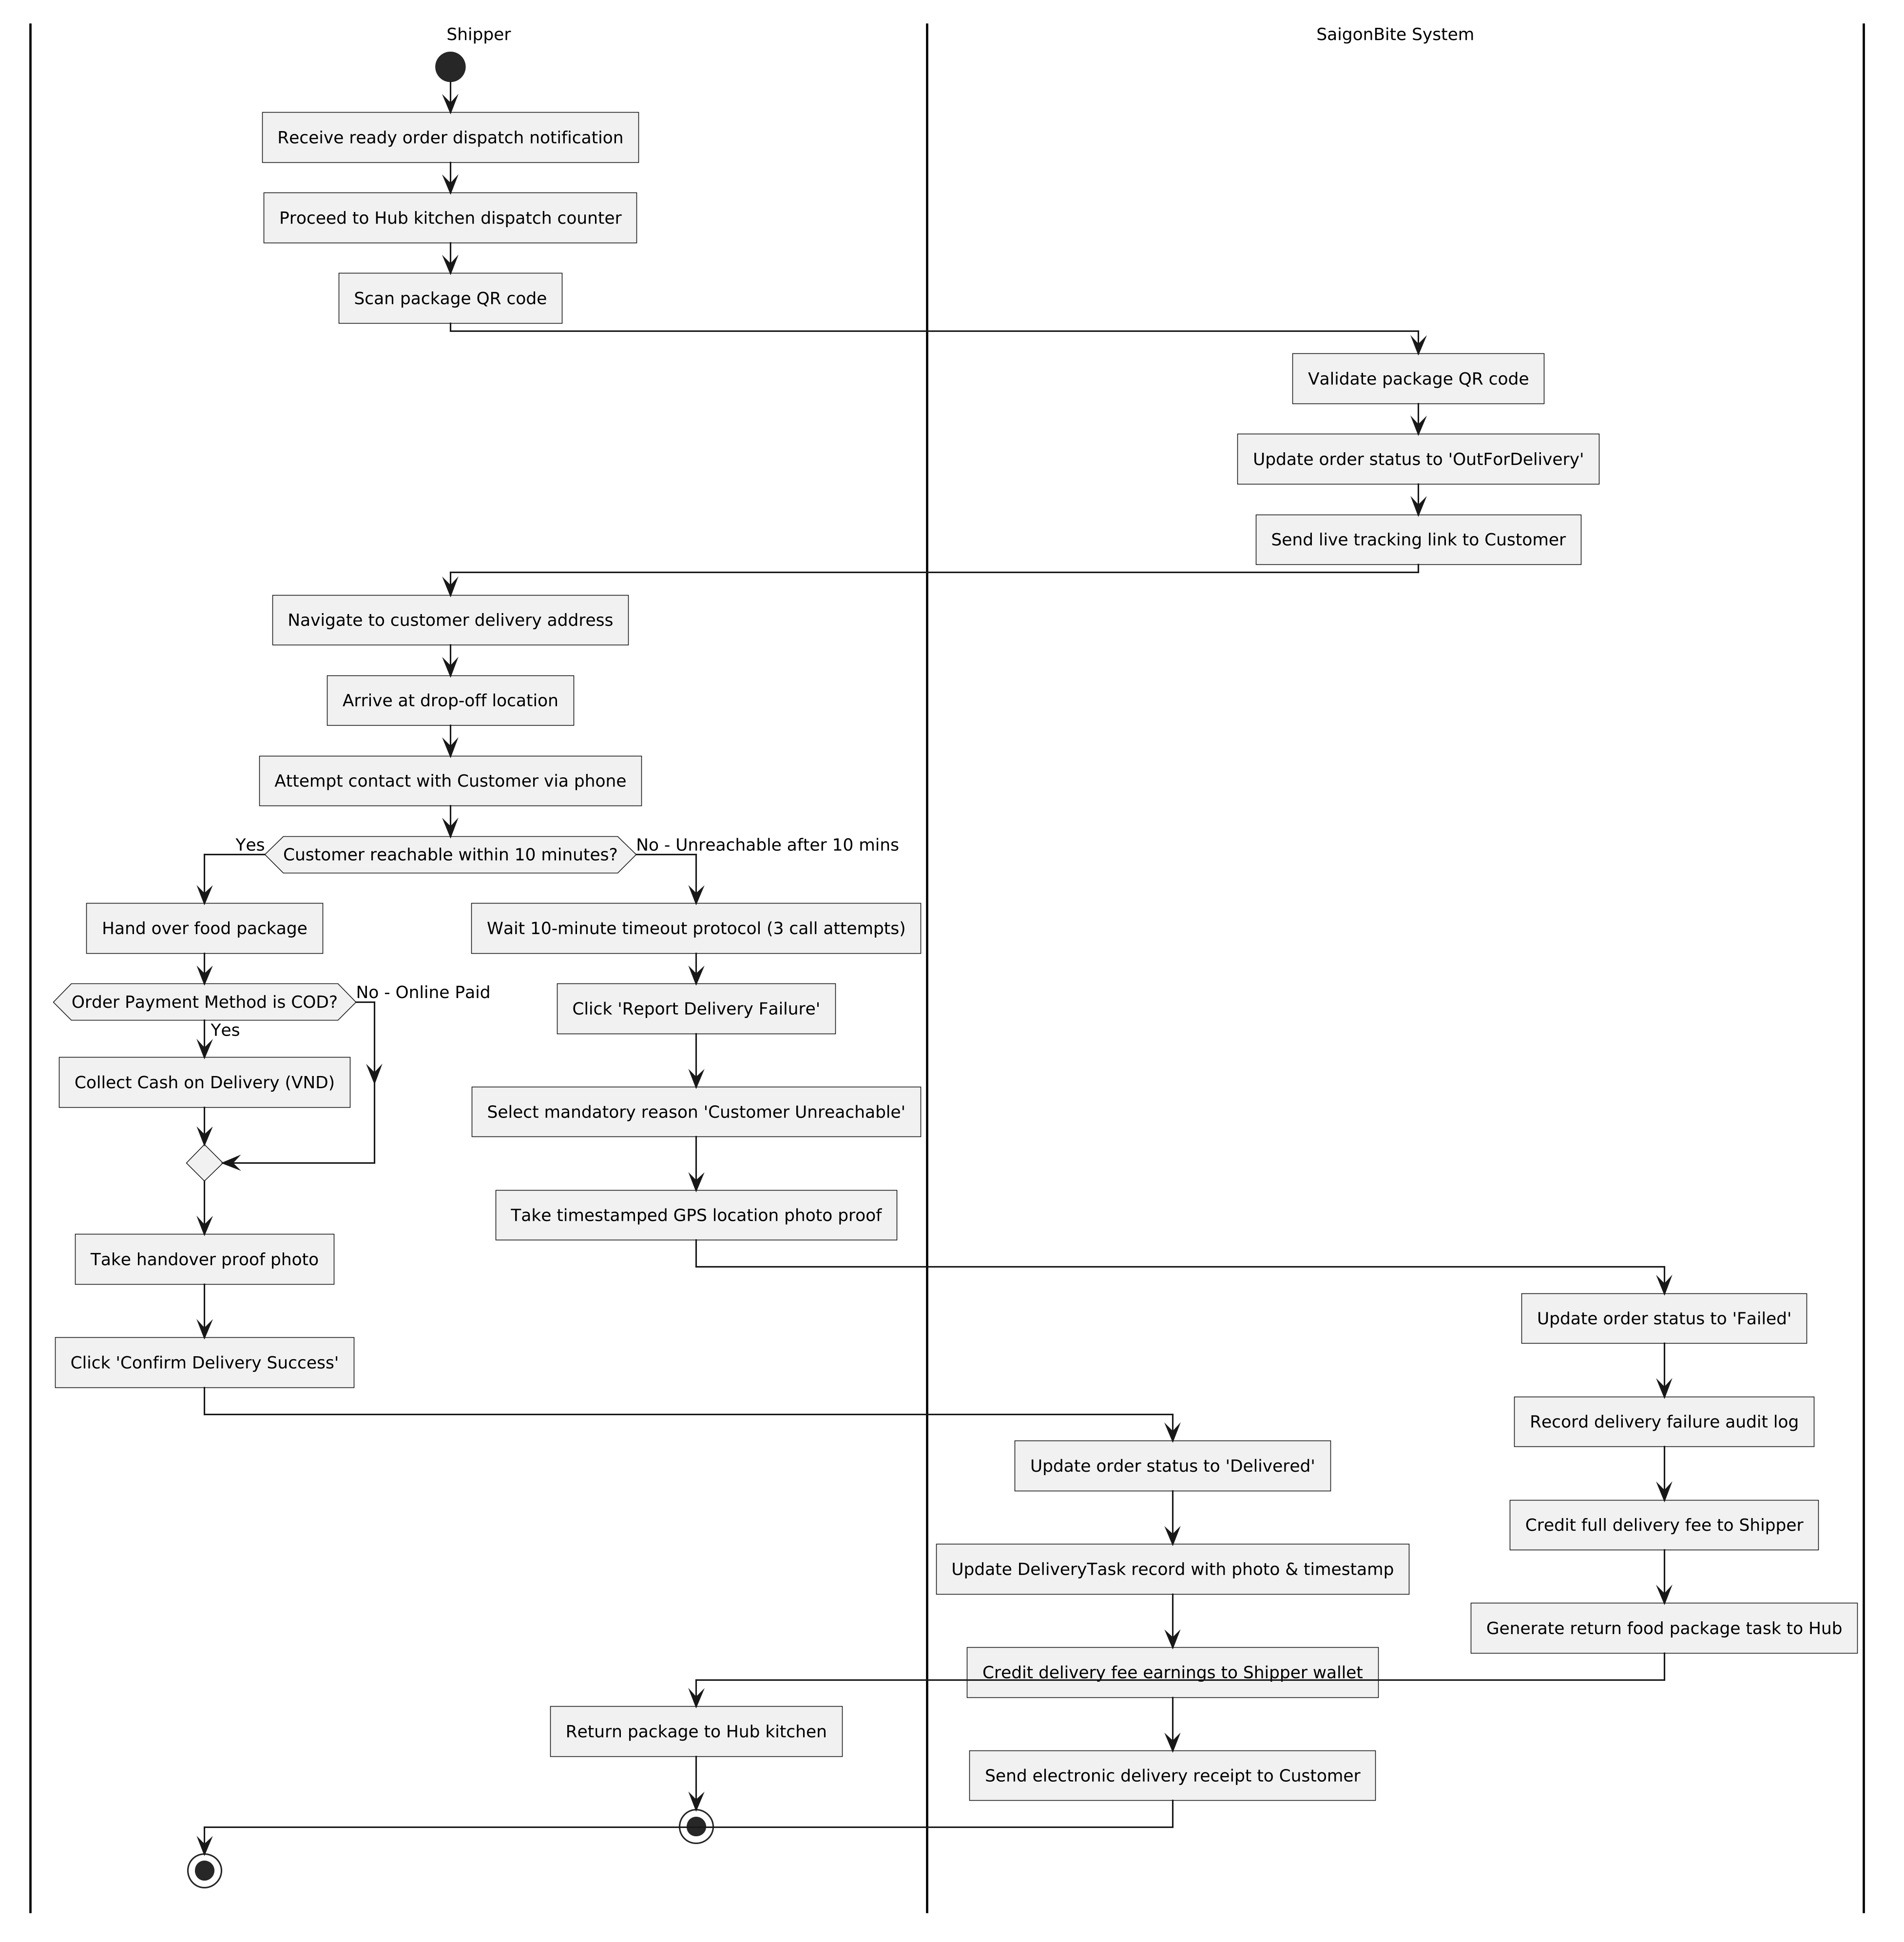 Shipper
SaigonBite System
Receive ready order dispatch notification
Proceed to Hub kitchen dispatch counter
Scan package QR code
Validate package QR code
Update order status to 'OutForDelivery'
Send live tracking link to Customer
Navigate to customer delivery address
Arrive at drop-off location
Attempt contact with Customer via phone
Yes
Customer reachable within 10 minutes?
No - Unreachable after 10 mins
Hand over food package
Wait 10-minute timeout protocol (3 call attempts)
Order Payment Method is COD?
No - Online Paid
Yes
Click 'Report Delivery Failure'
Collect Cash on Delivery (VND)
Select mandatory reason 'Customer Unreachable'
Take timestamped GPS location photo proof
Take handover proof photo
Update order status to 'Failed'
Click 'Confirm Delivery Success'
Record delivery failure audit log
Update order status to 'Delivered'
Credit full delivery fee to Shipper
Update DeliveryTask record with photo & timestamp
Generate return food package task to Hub
Credit delivery fee earnings to Shipper wallet
Return package to Hub kitchen
Send electronic delivery receipt to Customer